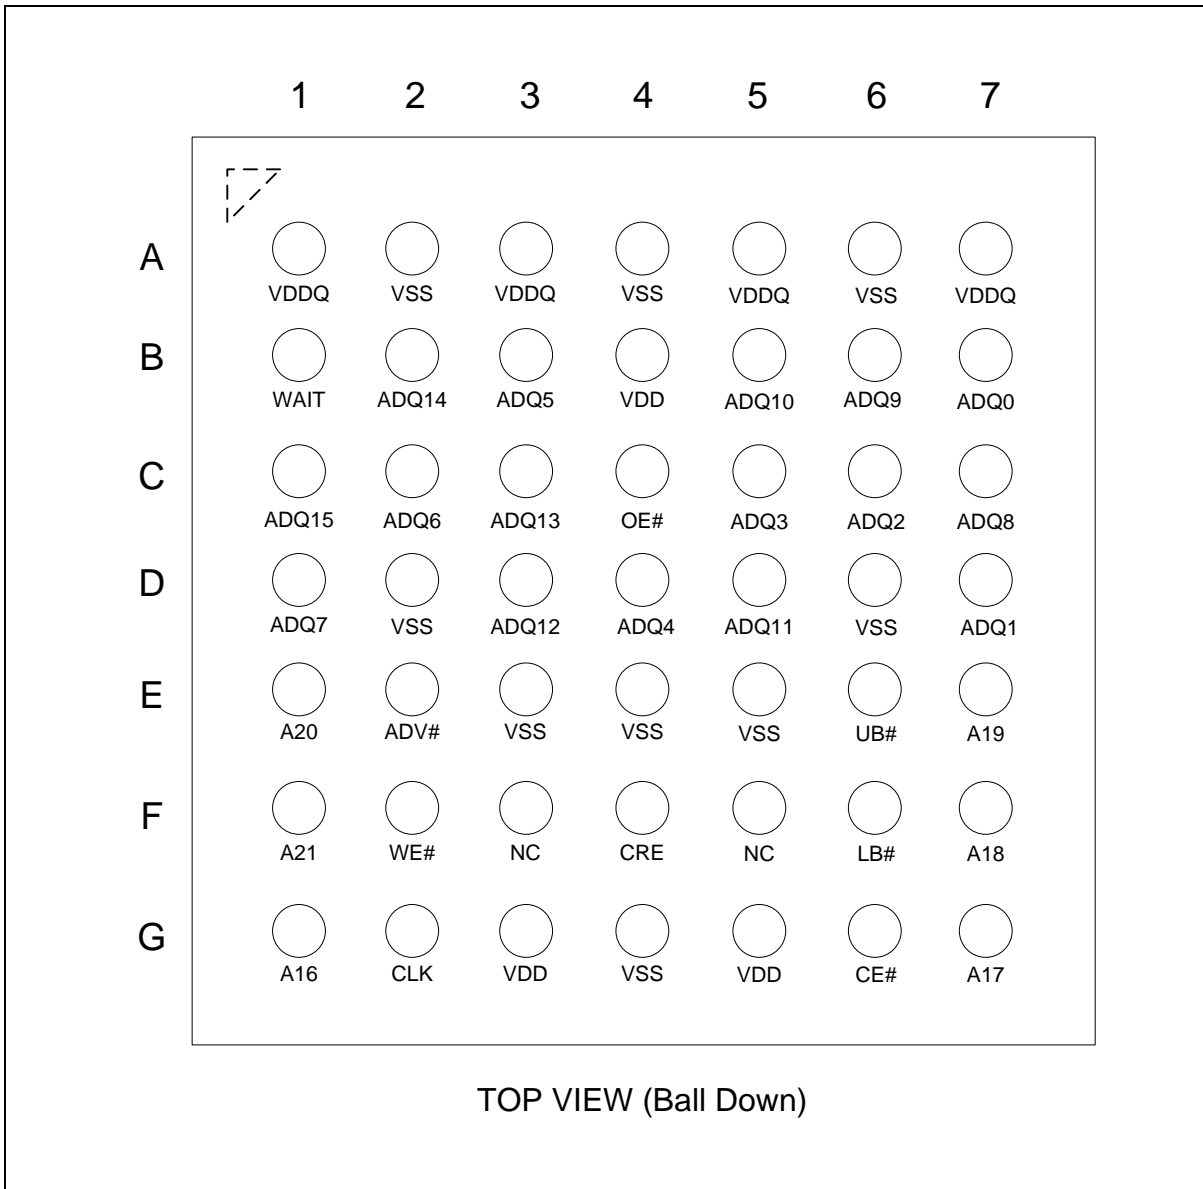 1 2 3 4 5 6 7
A
VDDQ VSS VDDQ VSS VDDQ VSS VDDQ
B
WAIT ADQ14 ADQ5 VDD ADQ10 ADQ9 ADQ0
C
ADQ15 ADQ6 ADQ13 OE# ADQ3 ADQ2 ADQ8
D
ADQ7 VSS ADQ12 ADQ4 ADQ11 VSS ADQ1
E
A20 ADV# VSS VSS VSS UB# A19
F
A21 WE# NC CRE NC LB# A18
G
A16 CLK VDD VSS VDD CE# A17
TOP VIEW (Ball Down)